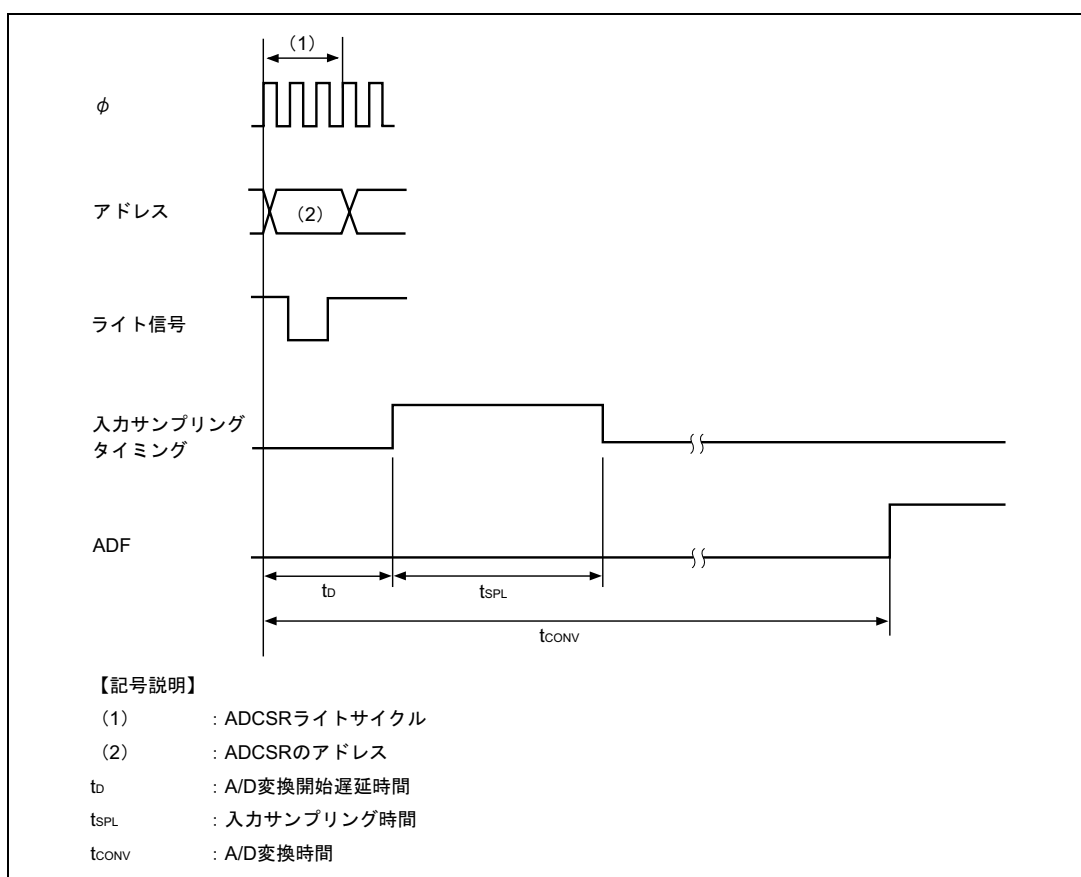 (1)
φ
アドレス
(2)
ライト信号
入力サンプリング
タイミング
ADF
tD
tSPL
tCONV
【記号説明】
(1) : ADCSRライトサイクル
(2) : ADCSRのアドレス
tD : A/D変換開始遅延時間
tSPL : 入力サンプリング時間
tCONV : A/D変換時間